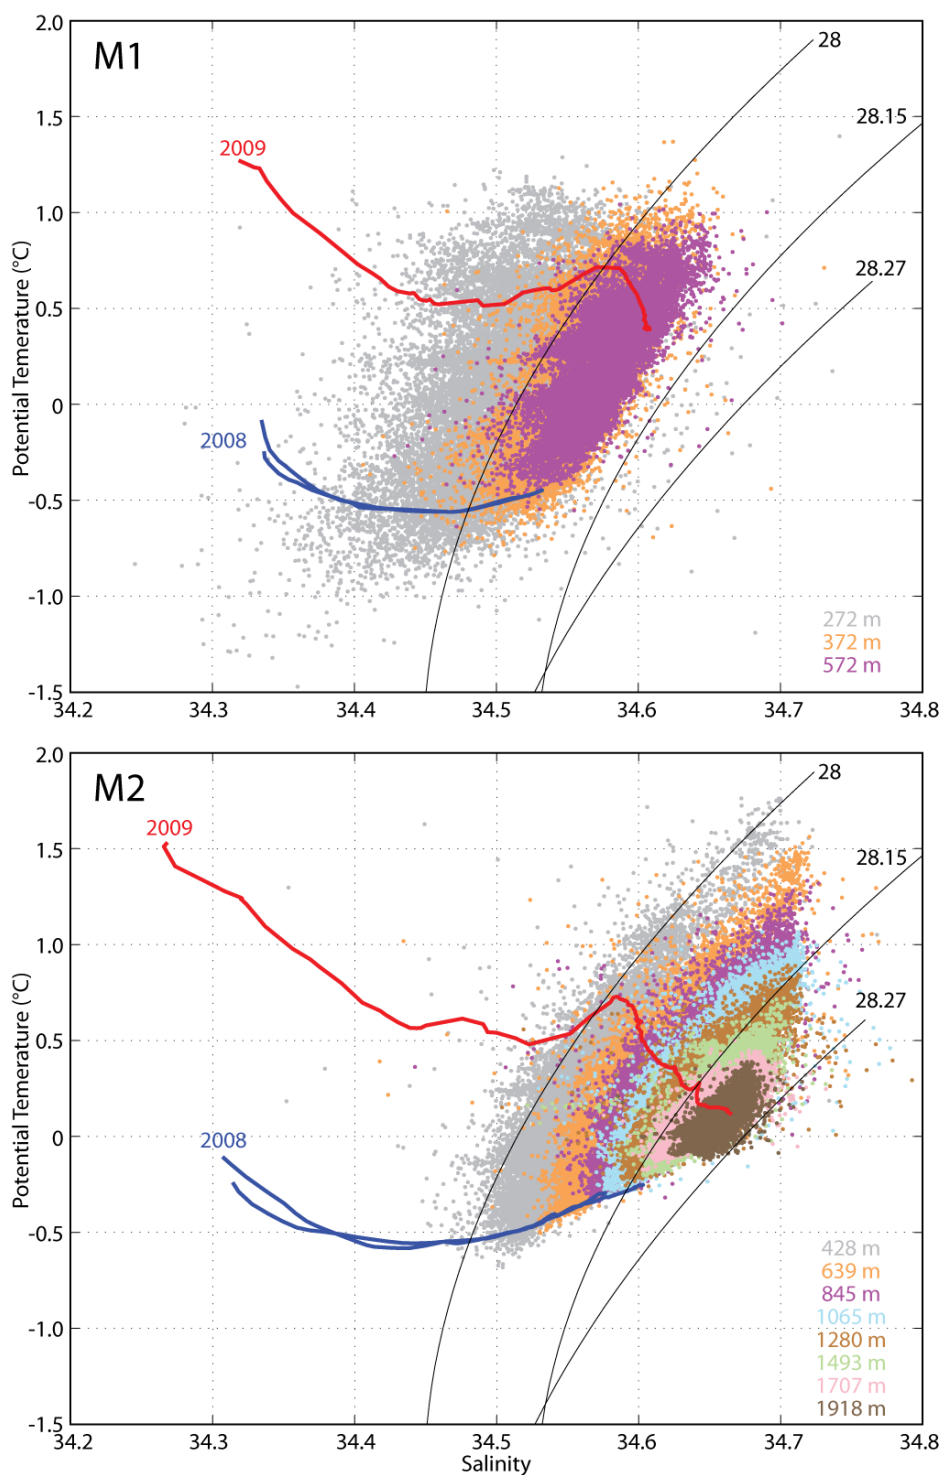 2.0
M1
28
1.5
28.15
2009
1.0
28.27
0.5
Potential Temerature (°C)
0
2008
-0.5
-1.0
272 m
372 m
572 m
-1.5
34.2 34.3 34.4 34.5 34.6 34.7 34.8
2.0
M2
28
2009
1.5
28.15
1.0
28.27
0.5
Potential Temerature (°C)
0
2008
-0.5
428 m
639 m
845 m
-1.0
1065 m
1280 m
1493 m
1707 m
1918 m
-1.5
34.2 34.3 34.4 34.5 34.6 34.7 34.8
Salinity